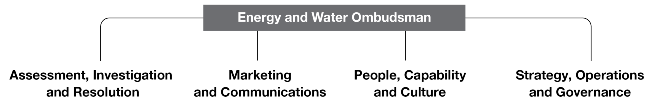 Energy and Water Ombudsman
Assessment, Investigation
and Resolution
Marketing
and Communications
People, Capability
and Culture
Strategy, Operations
and Governance